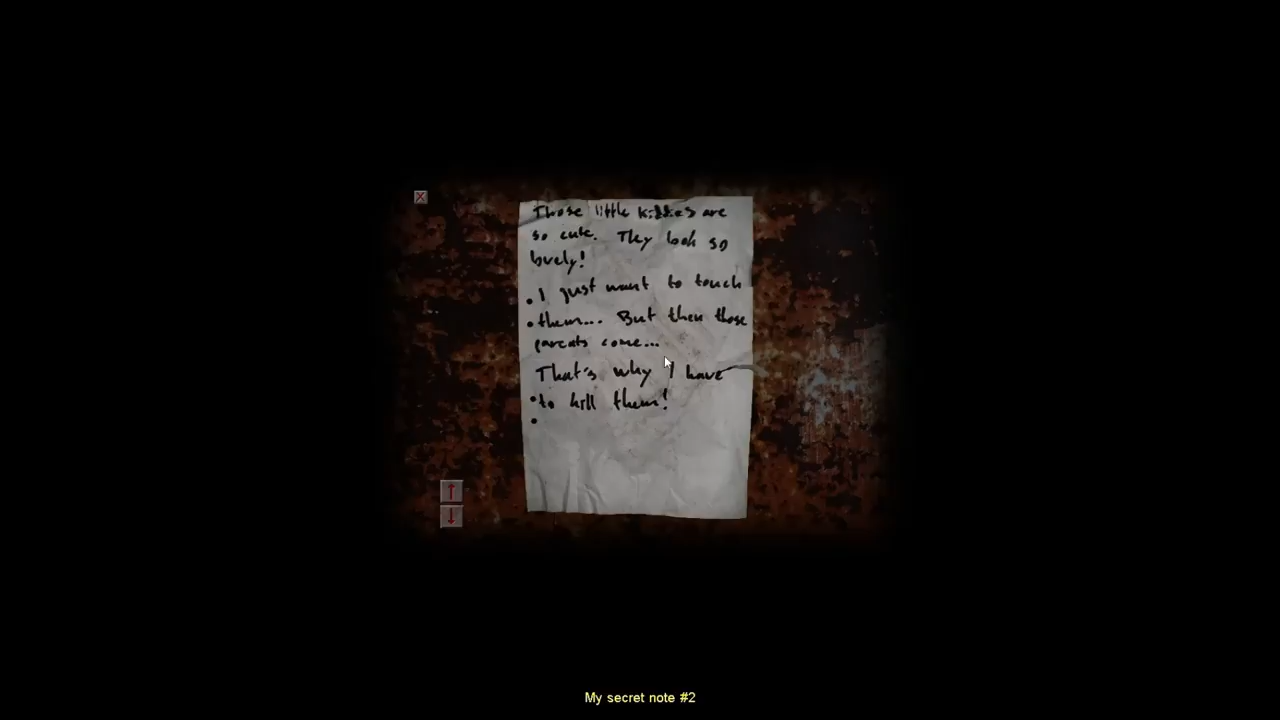 Those little kiddies are
so cute. They look so
lovely!
I just want to touch
them... But then those
parents come...
That's why I have
to kill them!
My secret note #2